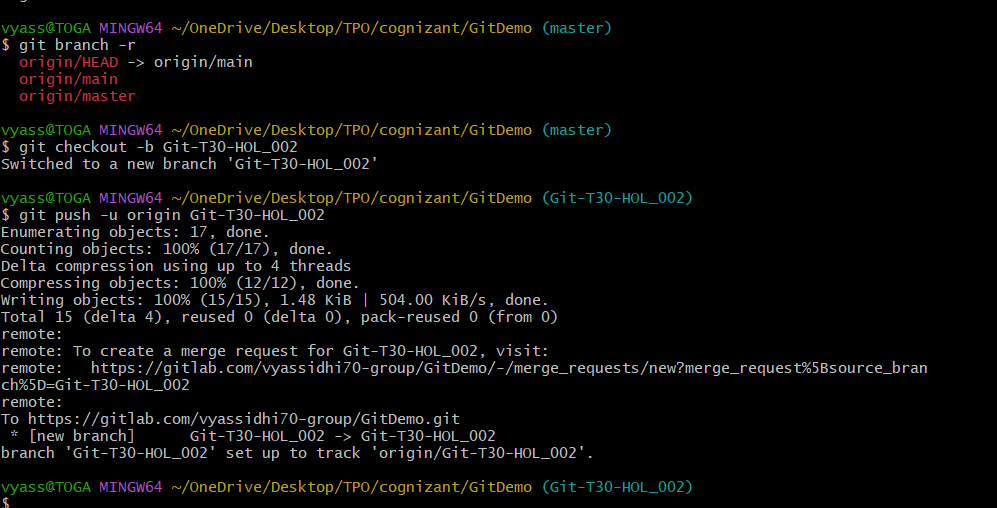 vyass@TOGA MINGW64 ~/OneDrive/Desktop/TPO/cognizant/GitDemo (master)
$ git branch -r
  origin/HEAD -> origin/main
  origin/main
  origin/master

vyass@TOGA MINGW64 ~/OneDrive/Desktop/TPO/cognizant/GitDemo (master)
$ git checkout -b Git-T30-HOL_002
Switched to a new branch 'Git-T30-HOL_002'

vyass@TOGA MINGW64 ~/OneDrive/Desktop/TPO/cognizant/GitDemo (Git-T30-HOL_002)
$ git push -u origin Git-T30-HOL_002
Enumerating objects: 17, done.
Counting objects: 100% (17/17), done.
Delta compression using up to 4 threads
Compressing objects: 100% (12/12), done.
Writing objects: 100% (15/15), 1.48 KiB | 504.00 KiB/s, done.
Total 15 (delta 4), reused 0 (delta 0), pack-reused 0 (from 0)
remote:
remote: To create a merge request for Git-T30-HOL_002, visit:
remote:   https://gitlab.com/vyassidhi70-group/GitDemo/-/merge_requests/new?merge_request%5Bsource_bran
ch%5D=Git-T30-HOL_002
remote:
To https://gitlab.com/vyassidhi70-group/GitDemo.git
 * [new branch]      Git-T30-HOL_002 -> Git-T30-HOL_002
branch 'Git-T30-HOL_002' set up to track 'origin/Git-T30-HOL_002'.

vyass@TOGA MINGW64 ~/OneDrive/Desktop/TPO/cognizant/GitDemo (Git-T30-HOL_002)
$